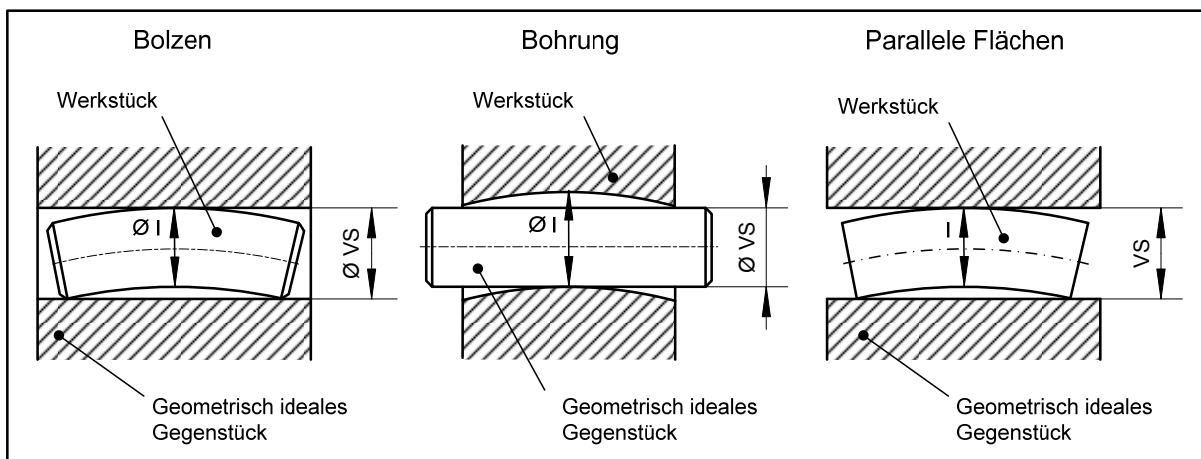 Bolzen
Werkstück
Ø I
Ø VS
Geometrisch ideales
Gegenstück
Bohrung
Werkstück
Ø I
Ø VS
Geometrisch ideales
Gegenstück
Parallele Flächen
Werkstück
I
VS
Geometrisch ideales
Gegenstück